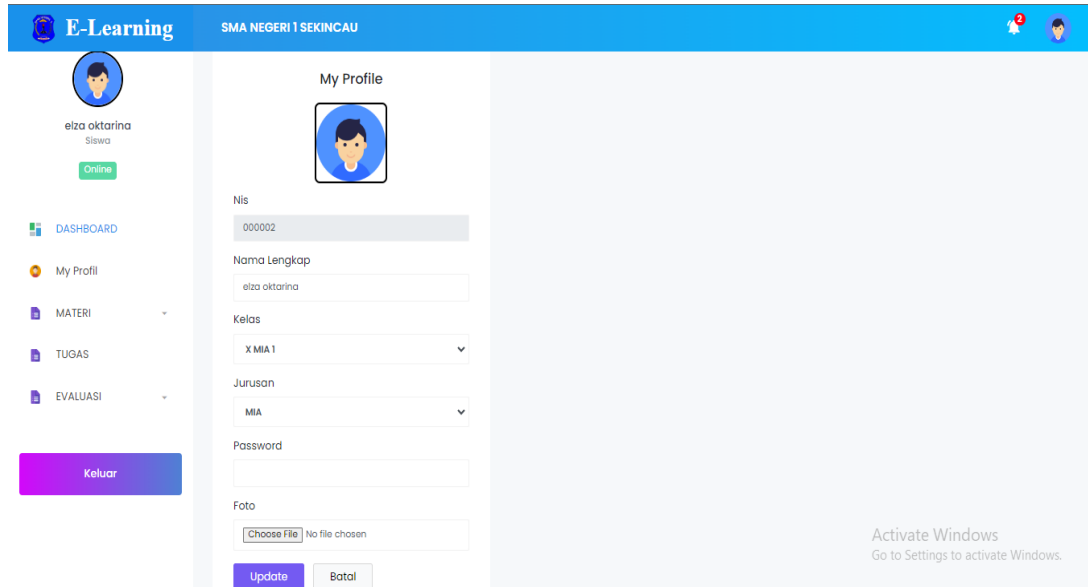 E-Learning
SMA NEGERI 1 SEKINCAU
2
elza oktarina
Siswa
Online
DASHBOARD
My Profil
MATERI
TUGAS
EVALUASI
Keluar
My Profile
Nis
000002
Nama Lengkap
elza oktarina
Kelas
X MIA 1
Jurusan
MIA
Password
Foto
Choose File No file chosen
Update Batal
Activate Windows
Go to Settings to activate Windows.